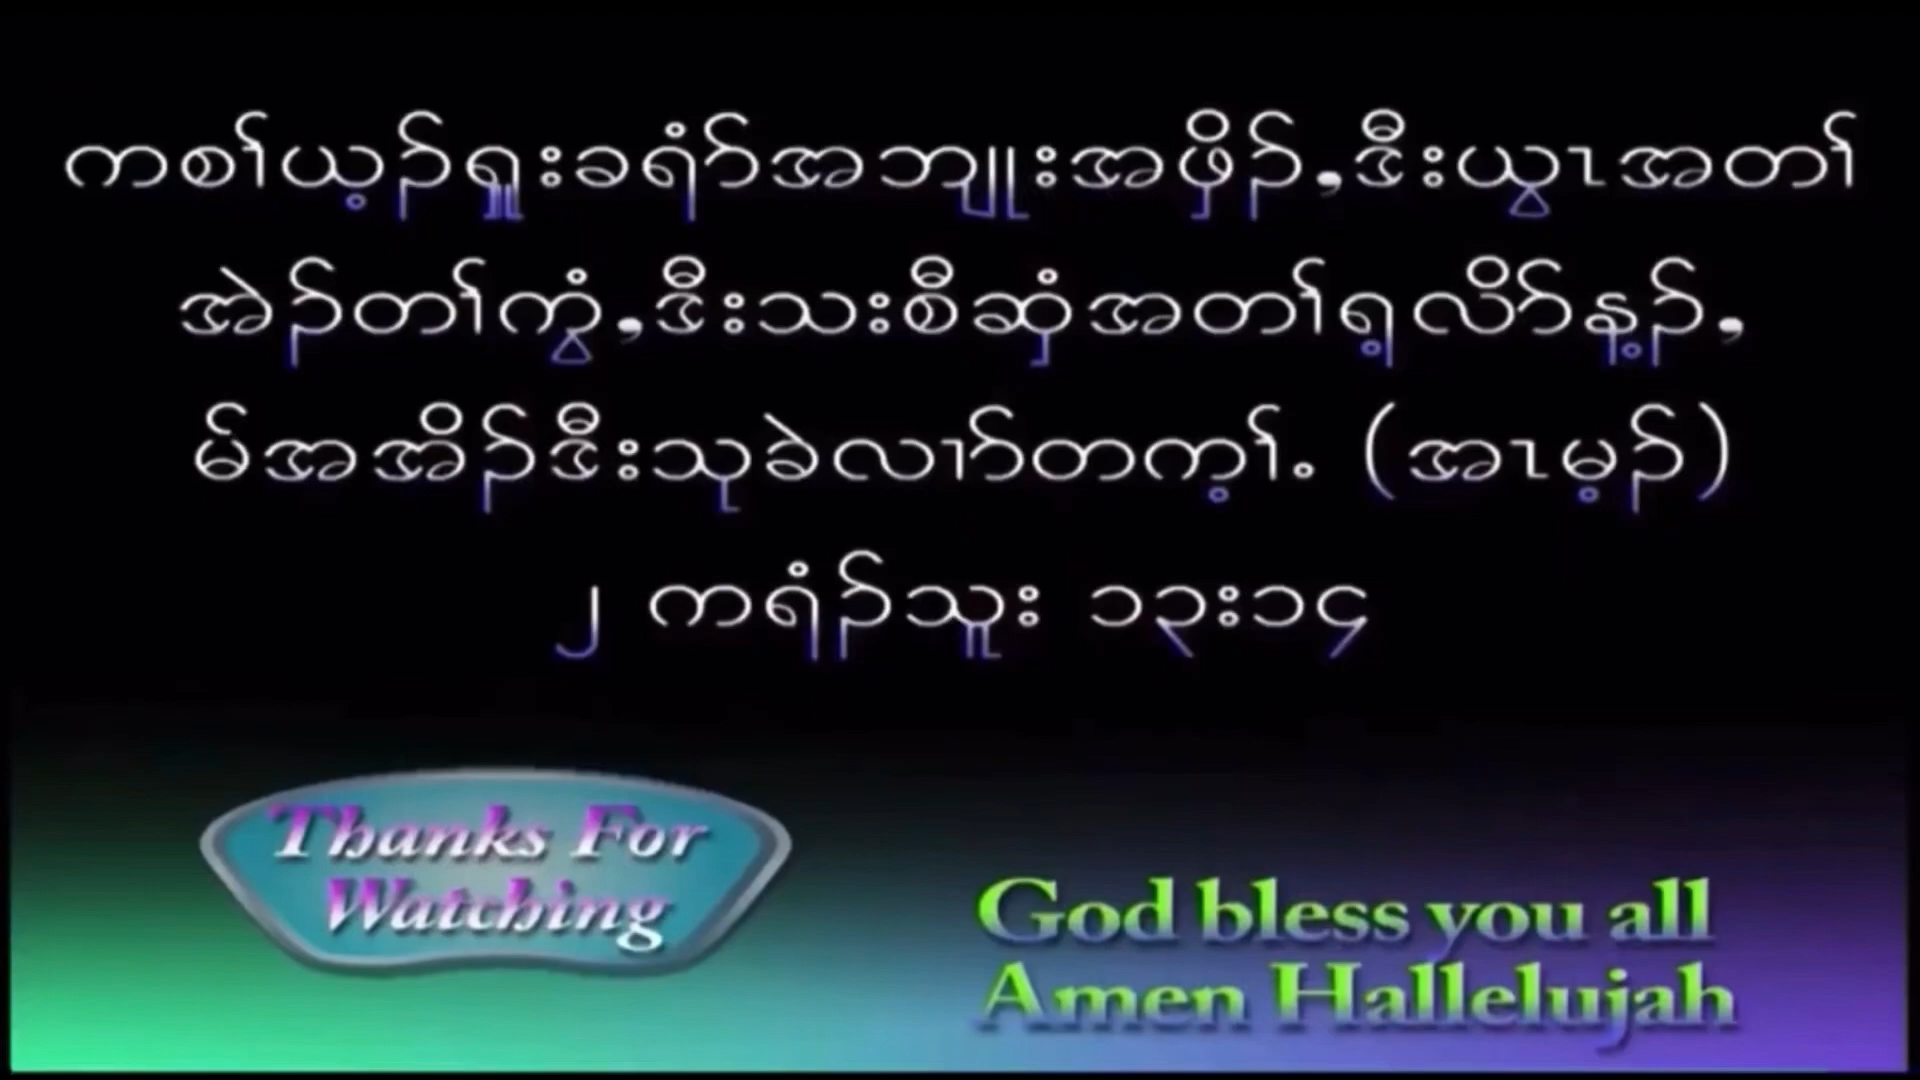 ကစၢ်ယ့ၣ်ရှူးခရံာ်အဘျုးအဖှိၣ်,ဒီးယွၤအတၢ်
အဲၣ်တၢ်ကွံ,ဒီးသးစီဆှံအတၢ်ရ့လိာ်န့ၣ်,
မ်အအိၣ်ဒီးသုခဲလၢာ်တက့ၢ်. (အၤမ့ၣ်)
၂ ကရံၣ်သူး ၁၃း၁၄
Thanks For
Watching
God bless you all
Amen Hallelujah